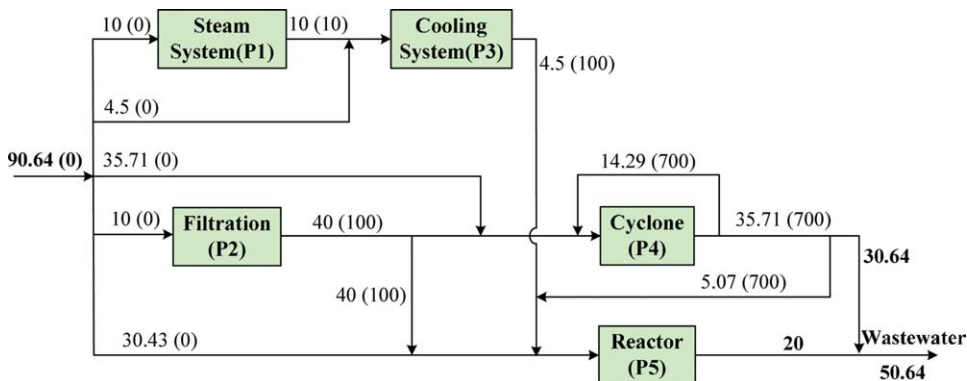 10 (0)
Steam
System(P1)
10 (10)
Cooling
System(P3)
4.5 (100)
4.5 (0)
90.64 (0)
35.71 (0)
14.29 (700)
10 (0)
Filtration
(P2)
40 (100)
Cyclone
(P4)
35.71 (700)
30.64
5.07 (700)
40 (100)
30.43 (0)
Reactor
(P5)
20
Wastewater
50.64